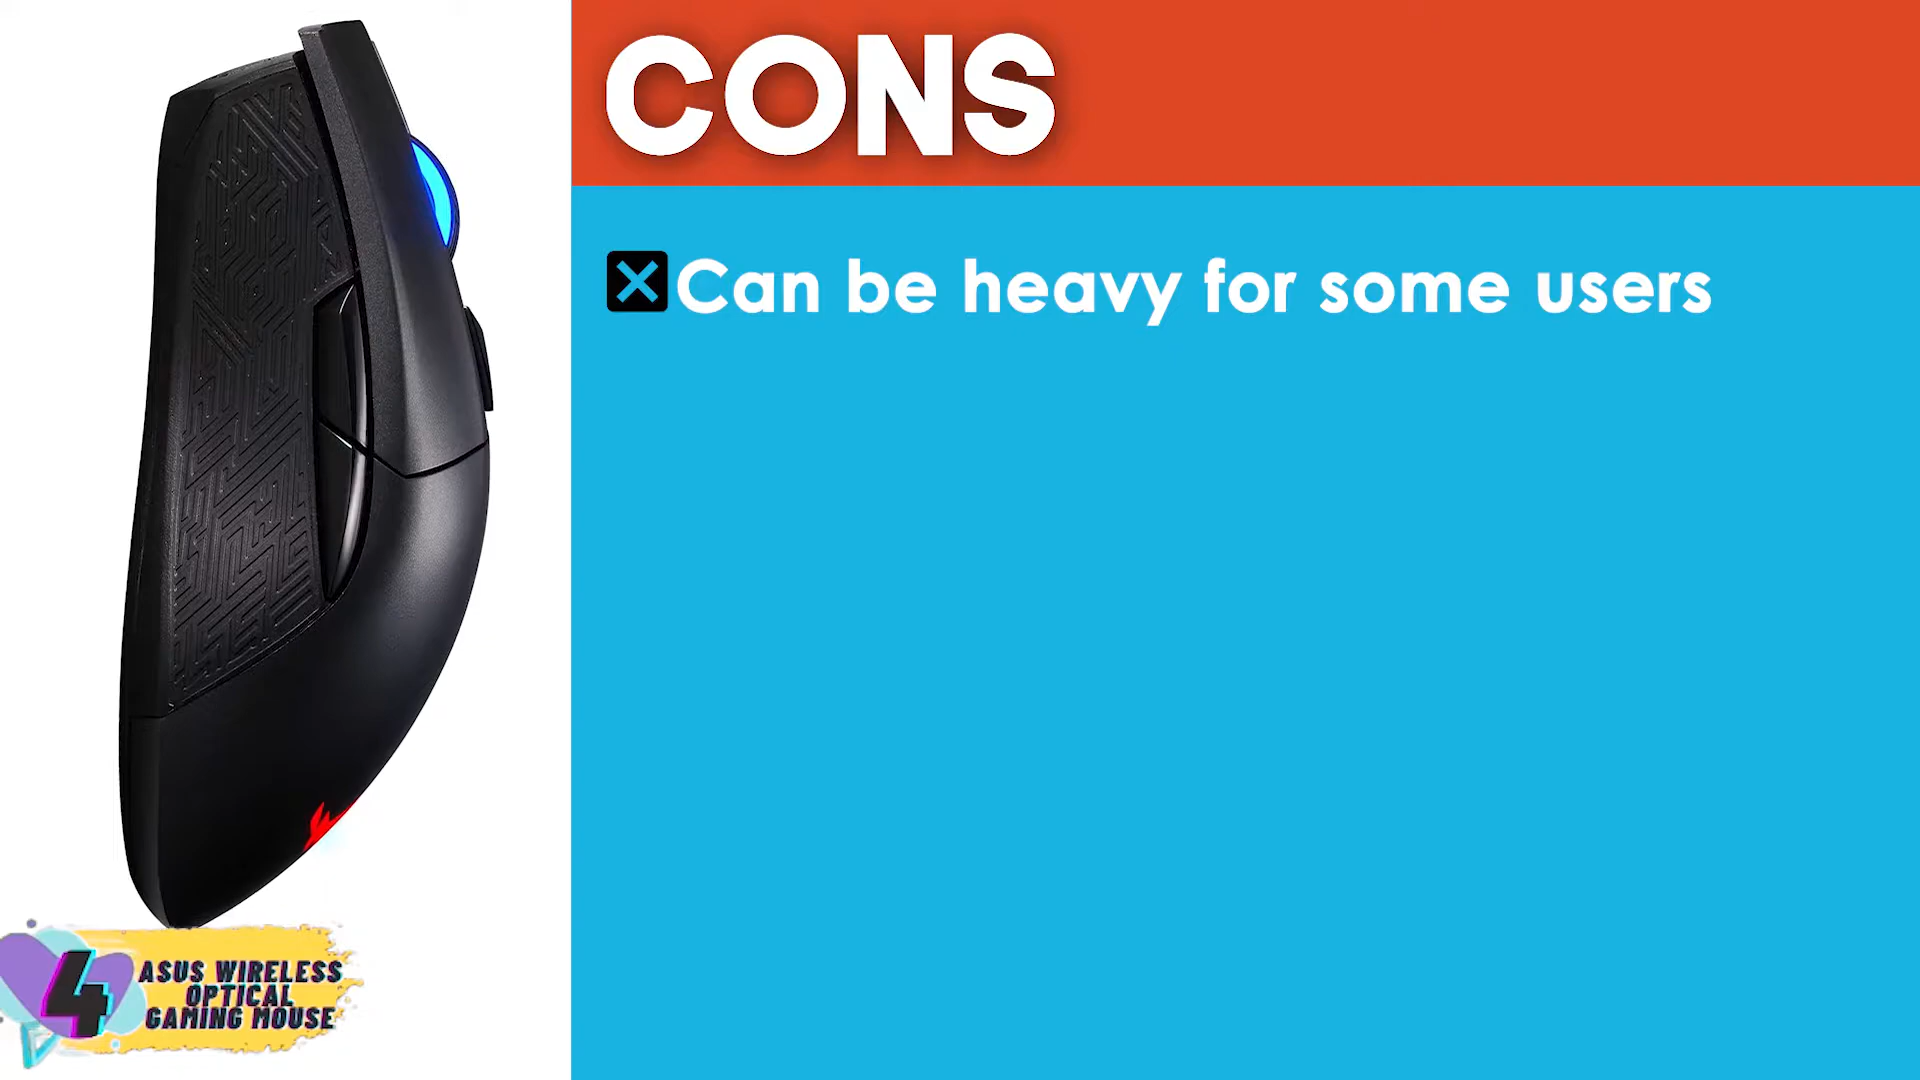 CONS
Can be heavy for some users
4
ASUS WIRELESS
OPTICAL
GAMING MOUSE